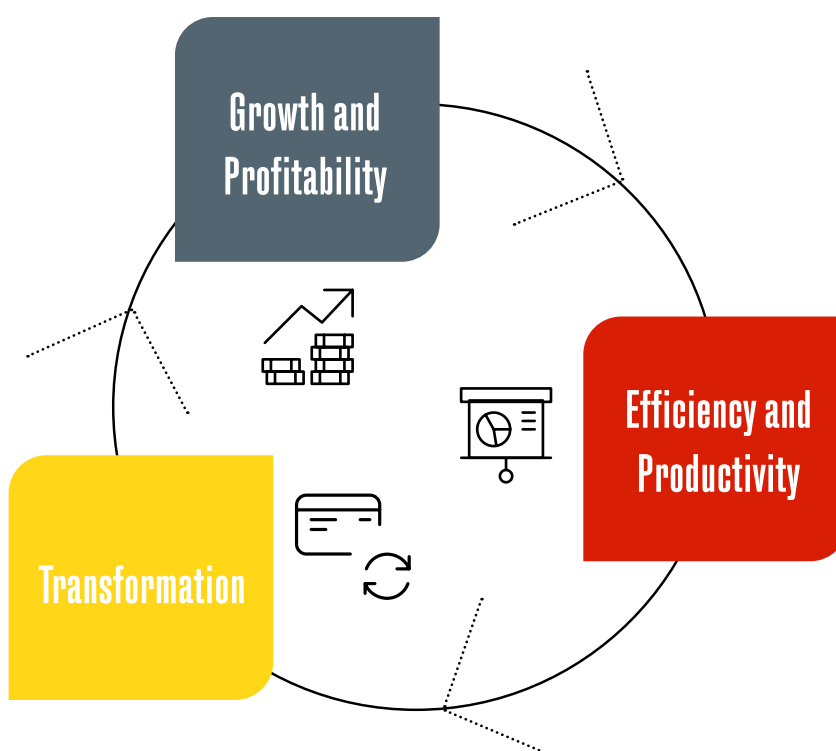 Growth and
Profitability
Efficiency and
Productivity
Transformation